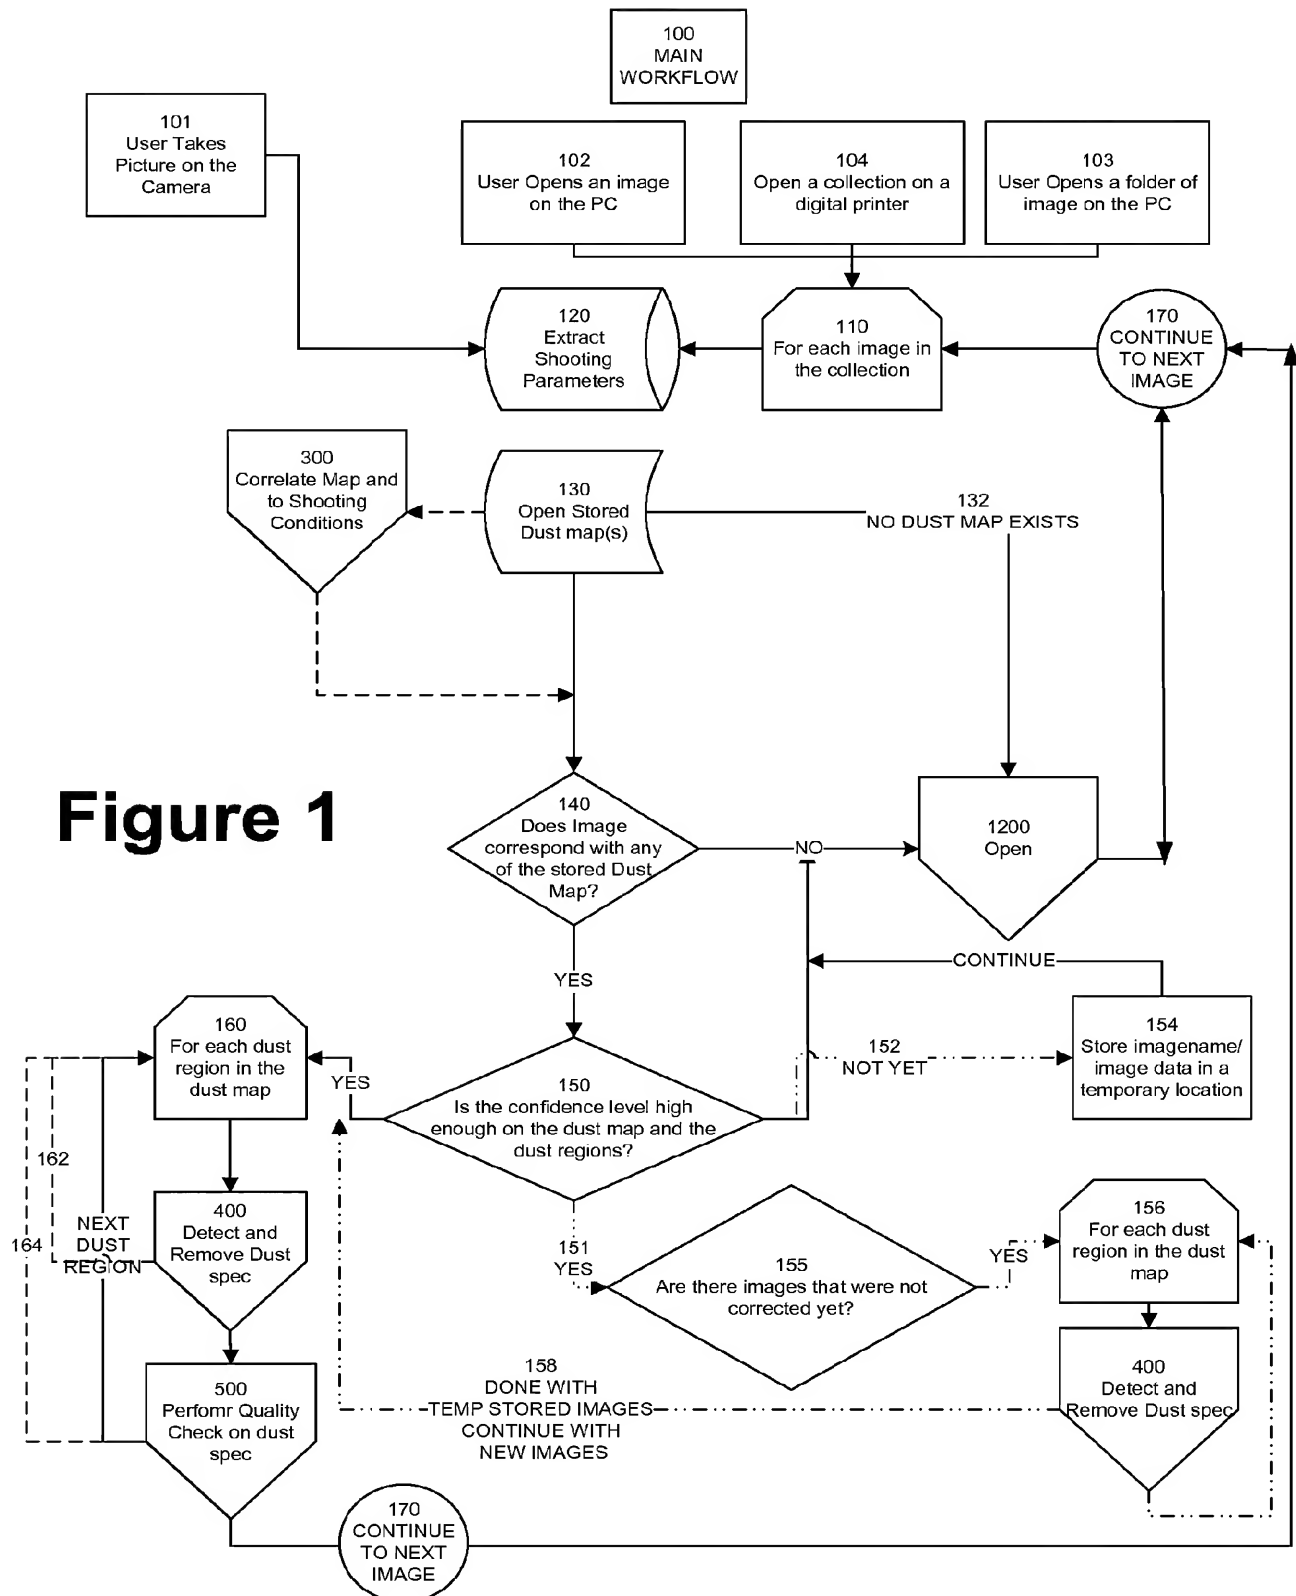 100
MAIN
WORKFLOW
101
User Takes
Picture on the
Camera
102
User Opens an image
on the PC
104
Open a collection on a
digital printer
103
User Opens a folder of
image on the PC
120
Extract
Shooting
Parameters
110
For each image in
the collection
170
CONTINUE
TO NEXT
IMAGE
300
Correlate Map and
to Shooting
Conditions
130
Open Stored
Dust map(s)
132
NO DUST MAP EXISTS
Figure 1
140
Does Image
correspond with any
of the stored Dust
Map?
NO
1200
Open
YES
CONTINUE
160
For each dust
region in the
dust map
YES
150
Is the confidence level high
enough on the dust map and the
dust regions?
152
NOT YET
154
Store imagename/
image data in a
temporary location
162
164
NEXT
DUST
REGION
400
Detect and
Remove Dust
spec
151
YES
155
Are there images that were not
corrected yet?
YES
156
For each dust
region in the dust
map
500
Perfomr Quality
Check on dust
spec
158
DONE WITH
TEMP STORED IMAGES
CONTINUE WITH
NEW IMAGES
400
Detect and
Remove Dust spec
170
CONTINUE
TO NEXT
IMAGE